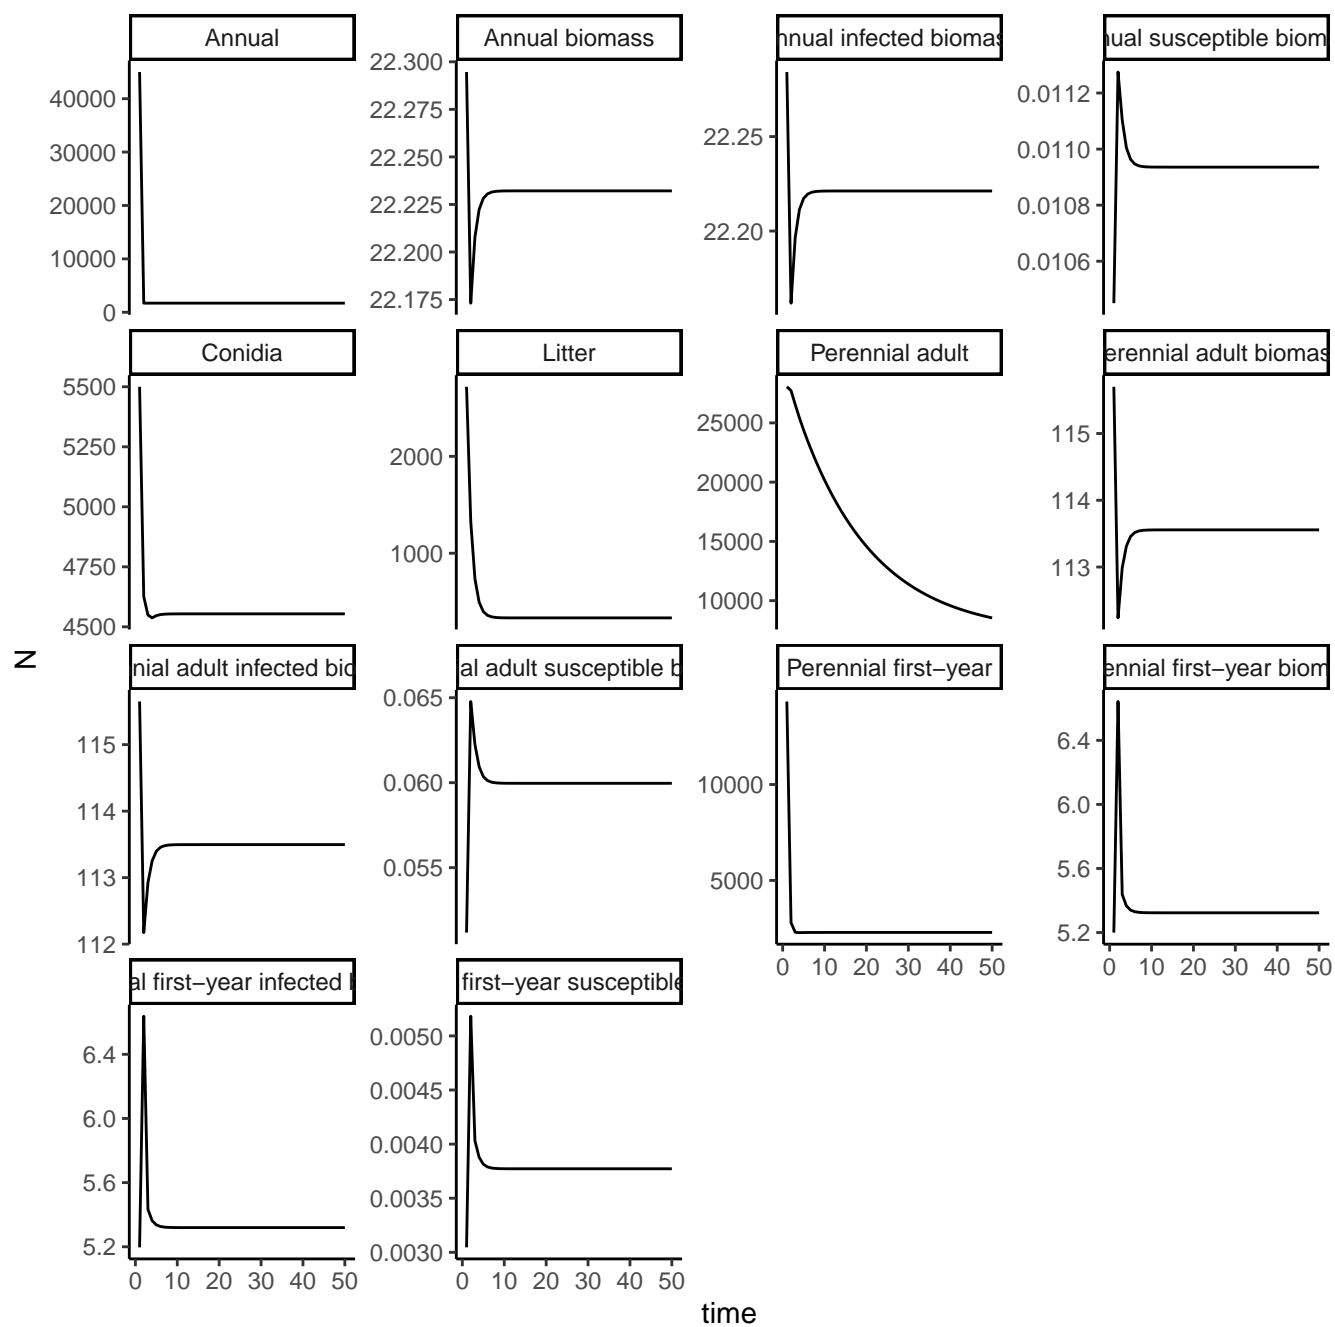 Annual
Annual biomass
nnual infected biomas
nual susceptible biom
40000
30000
20000
10000
0
22.300
22.275
22.250
22.225
22.200
22.175
22.25
22.20
0.0112
0.0110
0.0108
0.0106
Conidia
Litter
Perennial adult
erennial adult biomas
5500
5250
5000
4750
4500
2000
1000
25000
20000
15000
10000
115
114
113
N
nial adult infected bio
al adult susceptible b
Perennial first−year
ennial first−year biom
115
114
113
112
0.065
0.060
0.055
10000
5000
6.4
6.0
5.6
5.2
0 10 20 30 40 50
0 10 20 30 40 50
al first−year infected b
first−year susceptible
6.4
6.0
5.6
5.2
0.0050
0.0045
0.0040
0.0035
0.0030
0 10 20 30 40 50
0 10 20 30 40 50
time